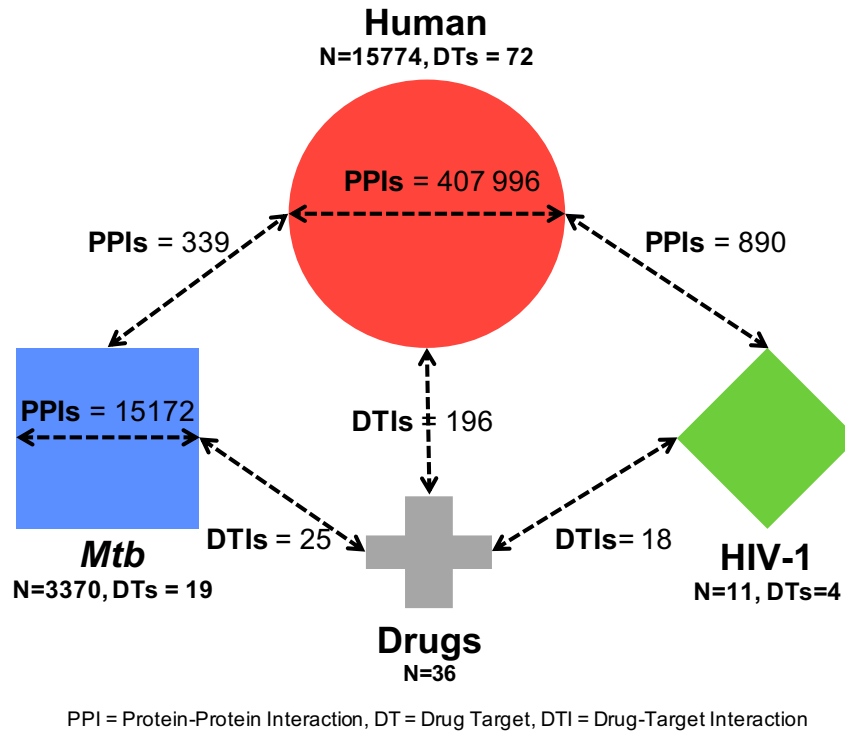 Human
N=15774, DTs = 72
PPIs = 407 996
PPIs = 339
PPIs = 890
PPIs = 15172
DTIs = 196
DTIs = 25
DTIs= 18
Mtb
N=3370, DTs = 19
HIV-1
N=11, DTs=4
Drugs
N=36
PPI = Protein-Protein Interaction, DT = Drug Target, DTI = Drug-Target Interaction